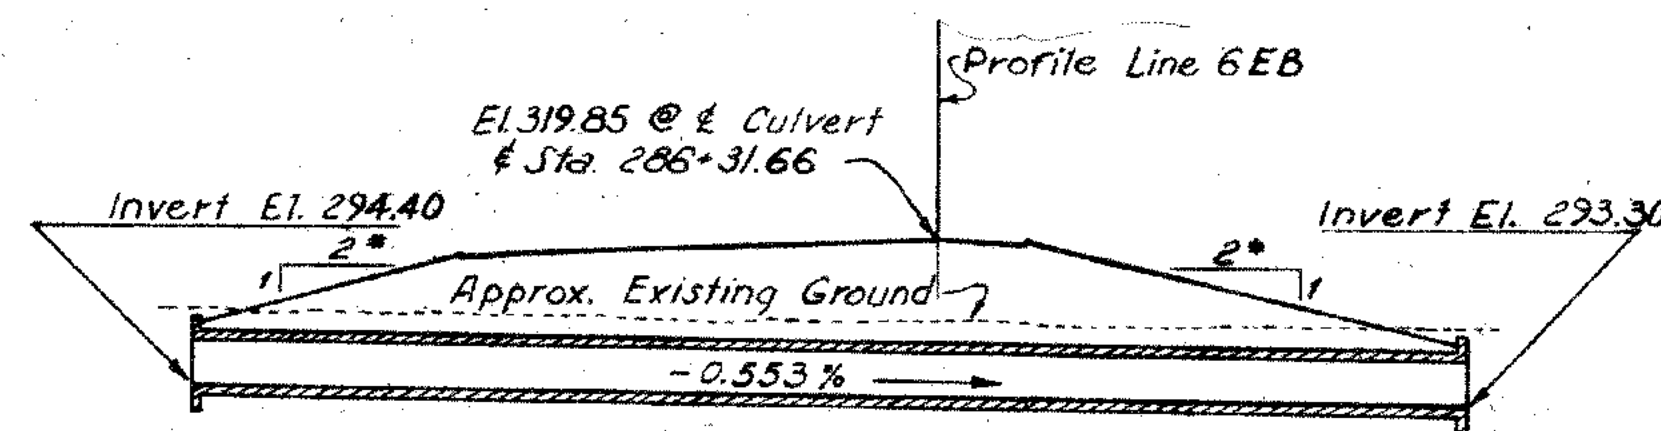 Profile Line 6EB
El. 319.85 @ ℄ Culvert
℄ Sta. 286+31.66
Invert El. 294.40
Invert El. 293.30
2*
1
2*
1
Approx. Existing Ground
-0.553%